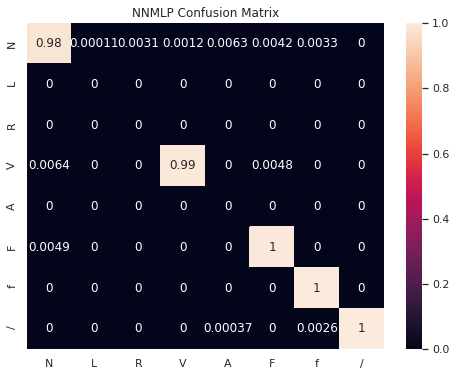 NNMLP Confusion Matrix
N 0.98 0.00011 0.0031 0.0012 0.0063 0.0042 0.0033 0
L 0 0 0 0 0 0 0 0
R 0 0 0 0 0 0 0 0
V 0.0064 0 0 0.99 0 0.0048 0 0
A 0 0 0 0 0 0 0 0
F 0.0049 0 0 0 0 1 0 0
f 0 0 0 0 0 0 1 0
/ 0 0 0 0 0.00037 0 0.0026 1
N L R V A F f /
1.0
0.8
0.6
0.4
0.2
0.0